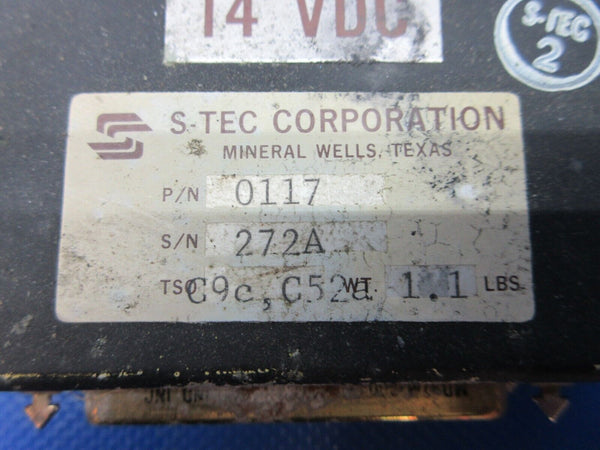 14 VDC
S-TEC
2
S-TEC CORPORATION
MINERAL WELLS, TEXAS
P/N 0117
S/N 272A
TSO C9c, C52a WT. 1.1 LBS